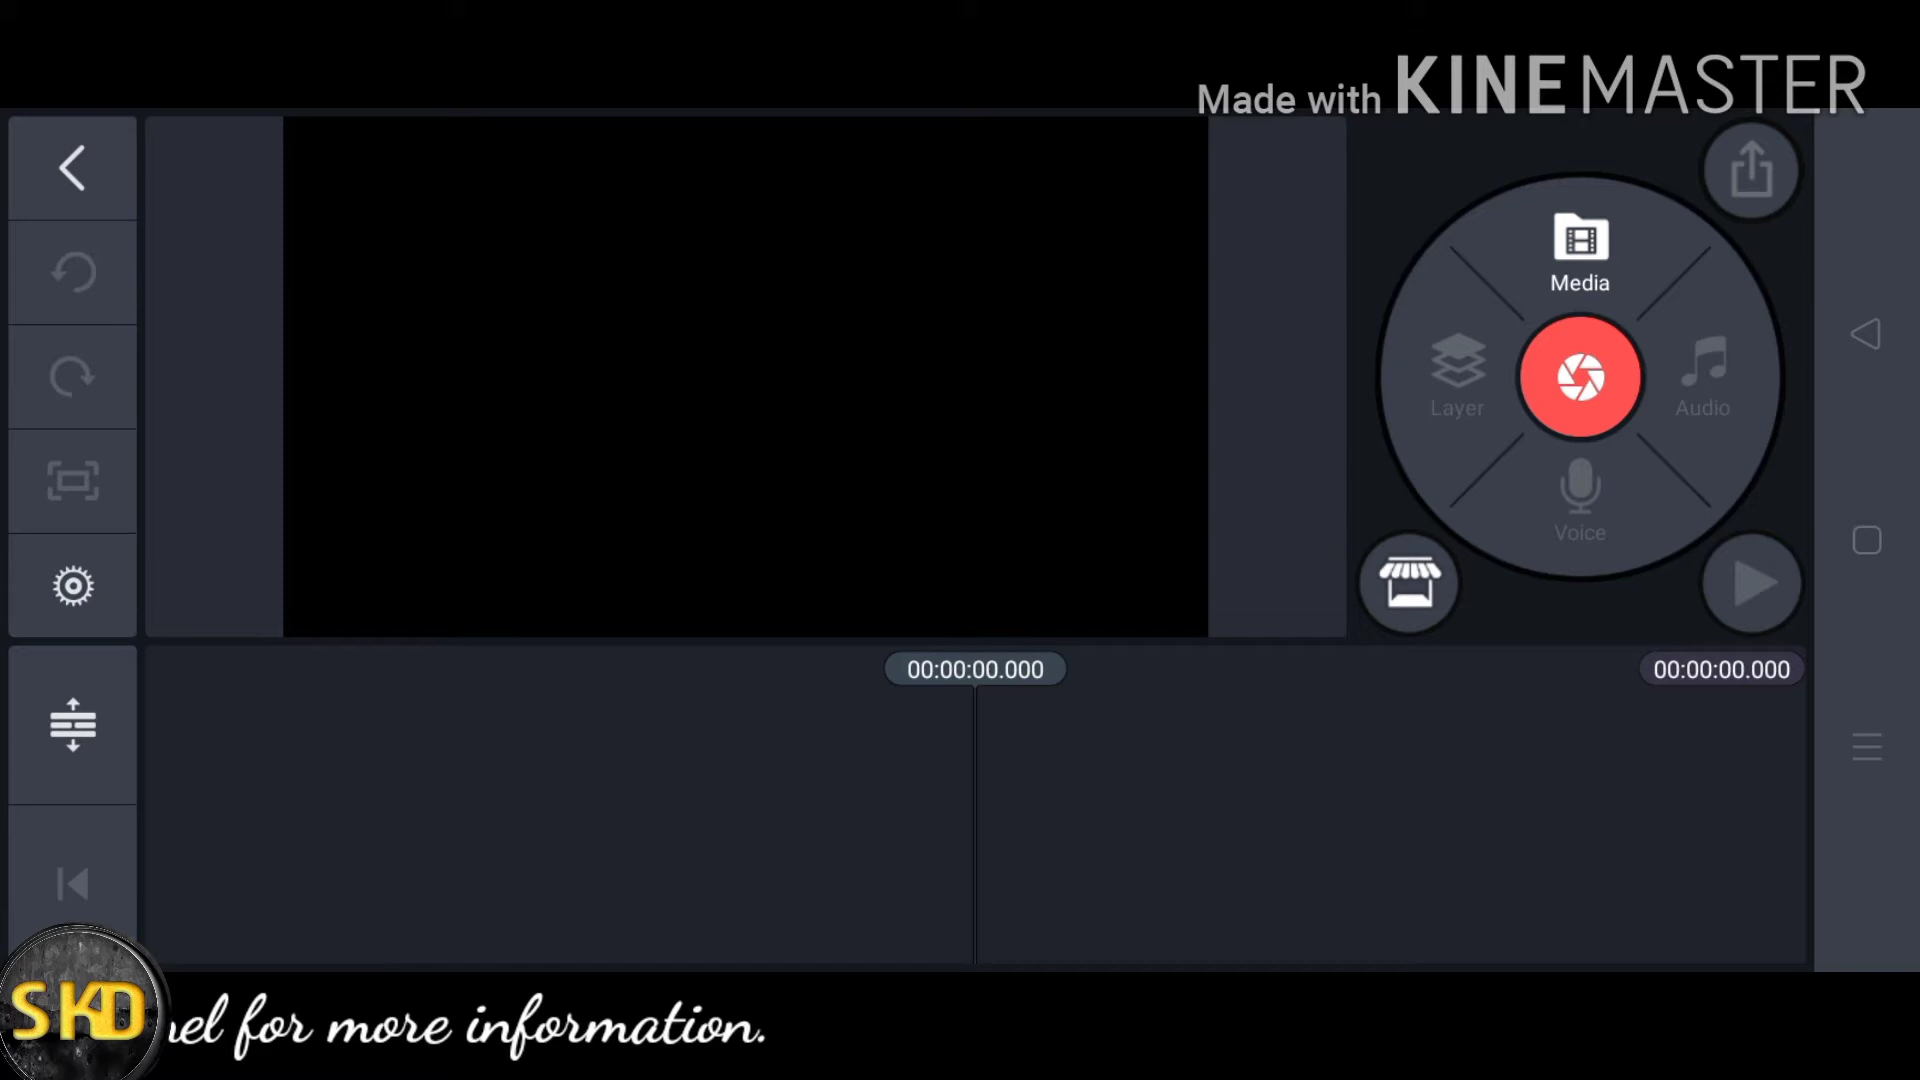 Made with KINEMASTER
Media
Layer
Audio
Voice
00:00:00.000
00:00:00.000
SKD
for more information.